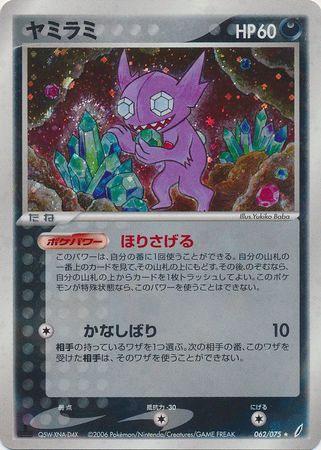 ヤミラミ HP60
たね Illus.Yukiko Baba
ポケパワー ほりさげる
このパワーは、自分の番に1回使うことができる。自分の山札の
一番上のカードを見て、その山札の上にもどす。その後、のぞむなら、
自分の山札の上からカードを1枚トラッシュしてよい。このポケ
モンが特殊状態なら、このパワーを使うことはできない。
かなしばり 10
相手の持っているワザを1つ選ぶ。次の相手の番、このワザを使
われた相手は、そのワザを使うことができない。
弱点 抵抗力 -30 にげる
Q5W-XNA-D4X ©2006 Pokémon/Nintendo/Creatures/GAME FREAK 062/075 ★